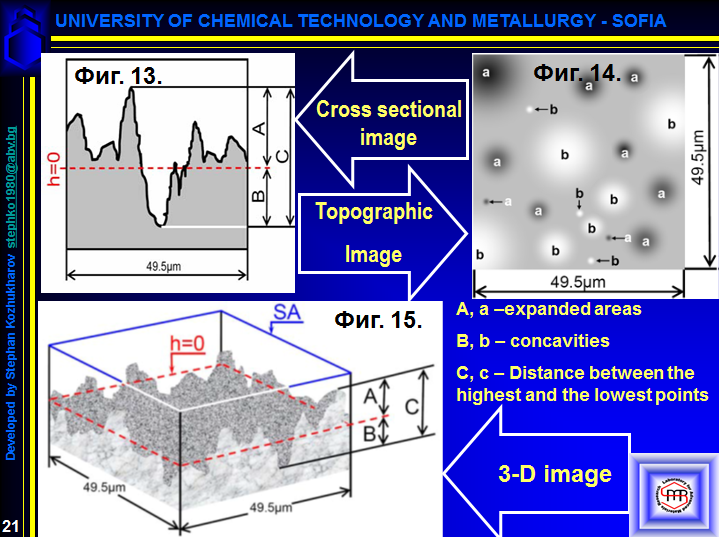 UNIVERSITY OF CHEMICAL TECHNOLOGY AND METALLURGY - SOFIA
Developed by Stephan Kozhukharov stephko1980@abv.bg
21
Фиг. 13.
h=0
A
B
C
49.5µm
Cross sectional
image
Topographic
Image
Фиг. 14.
a
a
a
b
b
b
a
a
a
b
b
a
a
b
a
a
b
b
b
b
49.5µm
49.5µm
Фиг. 15.
SA
h=0
A
B
C
49.5µm
49.5µm
A, a –expanded areas
B, b – concavities
C, c – Distance between the
highest and the lowest points
3-D image